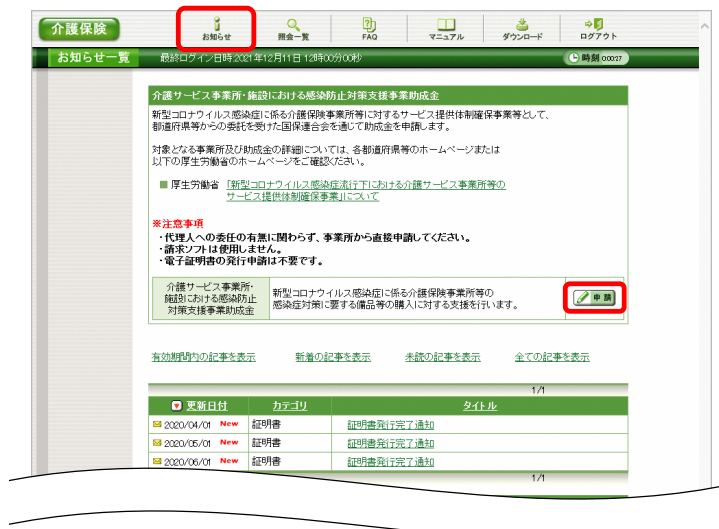 介護保険
お知らせ
照会一覧
FAQ
マニュアル
ダウンロード
ログアウト
お知らせ一覧
最終ログイン日時:2021年12月11日 12時00分00秒
時刻 00:00:27
介護サービス事業所・施設における感染防止対策支援事業助成金
新型コロナウイルス感染症に係る介護保険事業所等に対するサービス提供体制確保事業等として、
都道府県等からの委託を受けた国保連合会を通じて助成金を申請します。
対象となる事業所及び助成金の詳細については、各都道府県等のホームページまたは
以下の厚生労働省のホームページをご確認ください。
■ 厚生労働省 「新型コロナウイルス感染症流行下における介護サービス事業所等の
サービス提供体制確保事業」について
※注意事項
・代理人への委任の有無に関わらず、事業所から直接申請してください。
・請求ソフトは使用しません。
・電子証明書の発行申請は不要です。
介護サービス事業所・
施設における感染防止
対策支援事業助成金
新型コロナウイルス感染症に係る介護保険事業所等の
感染症対策に要する備品等の購入に対する支援を行います。
申請
有効期間内の記事を表示 新着の記事を表示 未読の記事を表示 全ての記事を表示
1/1
更新日付 カテゴリ タイトル
2020/04/01 New 証明書 証明書発行完了通知
2020/05/01 New 証明書 証明書発行完了通知
2020/06/01 New 証明書 証明書発行完了通知
1/1